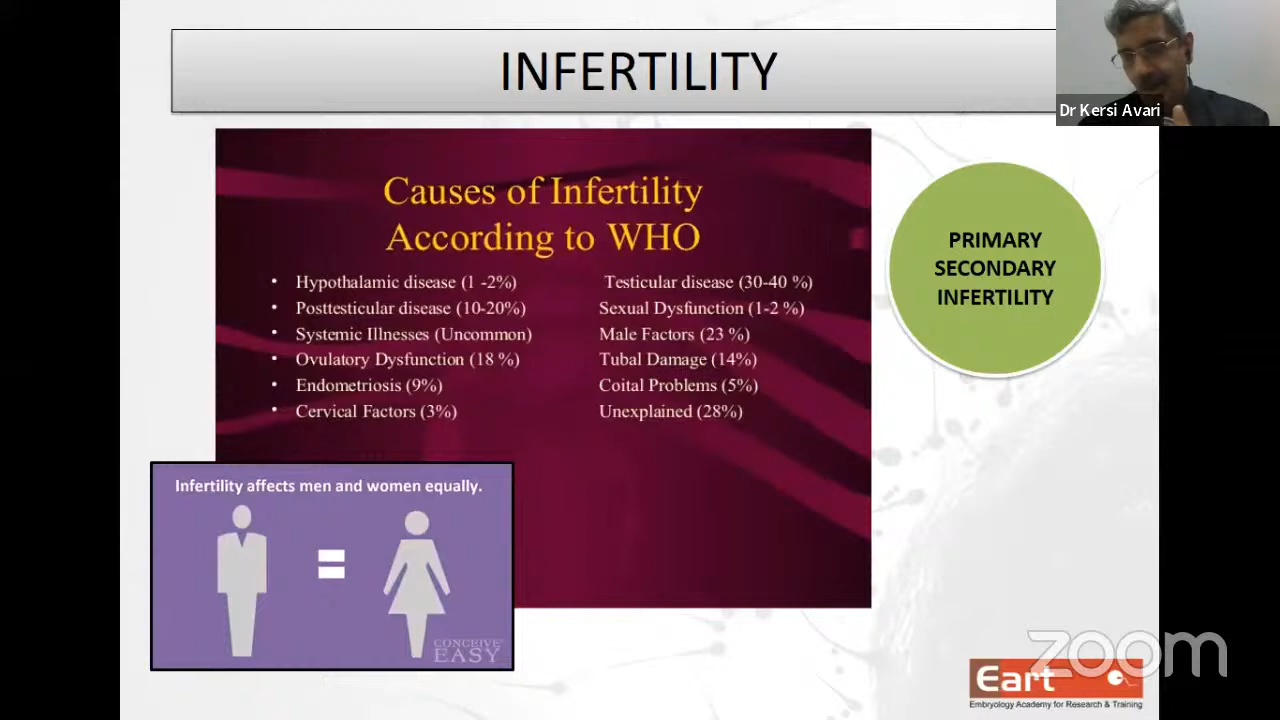 INFERTILITY
Dr Kersi Avari
Causes of Infertility
According to WHO
• Hypothalamic disease (1 -2%)
• Posttesticular disease (10-20%)
• Systemic Illnesses (Uncommon)
• Ovulatory Dysfunction (18 %)
• Endometriosis (9%)
• Cervical Factors (3%)
Testicular disease (30-40 %)
Sexual Dysfunction (1-2 %)
Male Factors (23 %)
Tubal Damage (14%)
Coital Problems (5%)
Unexplained (28%)
PRIMARY
SECONDARY
INFERTILITY
Infertility affects men and women equally.
CONCEIVE
EASY
zoom
Eart
Embryology Academy for Research & Training